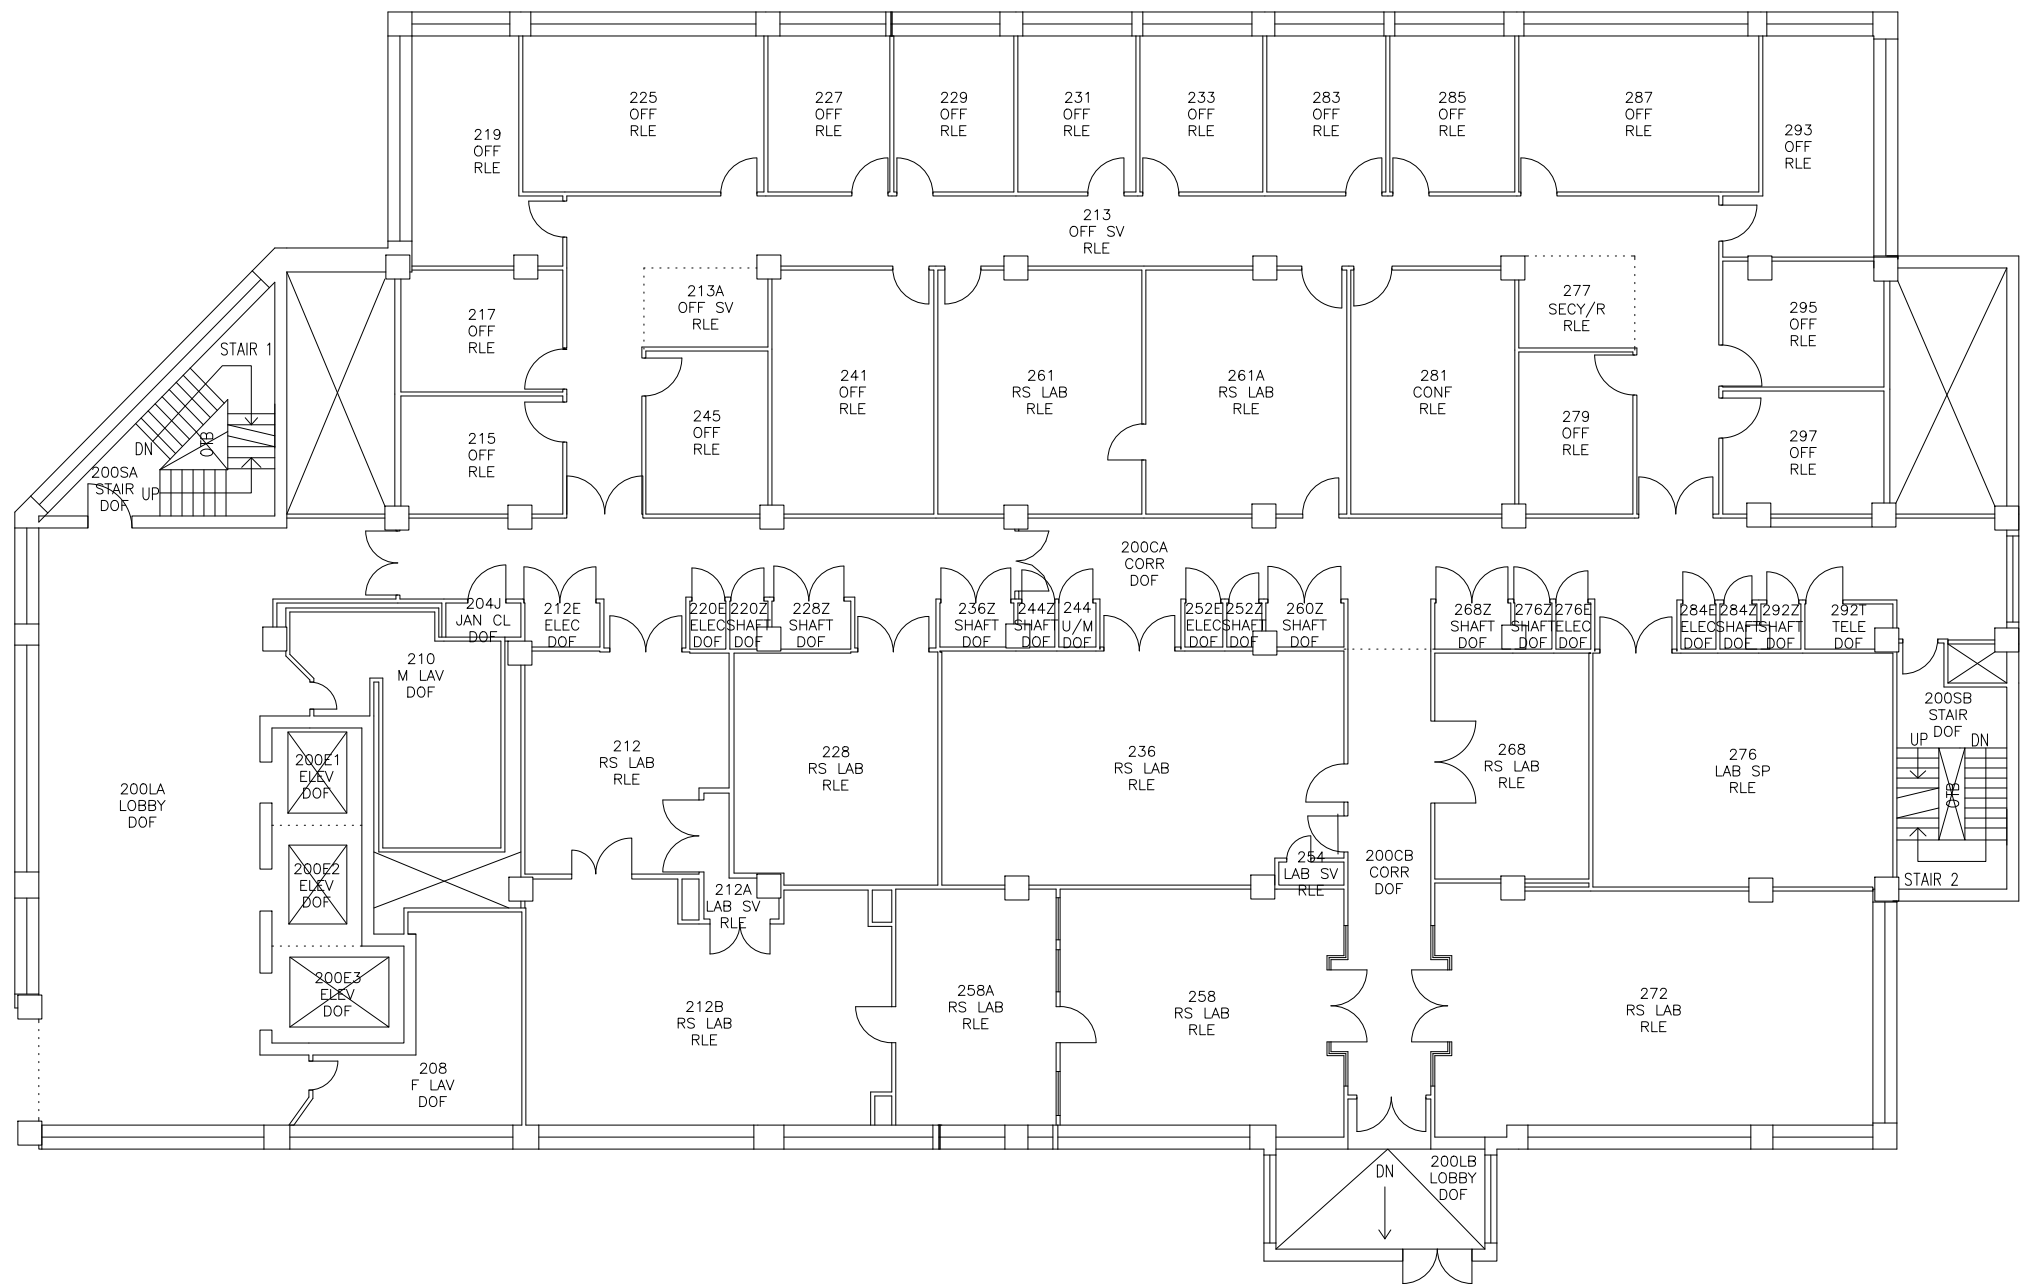 225
OFF
RLE
227
OFF
RLE
229
OFF
RLE
231
OFF
RLE
233
OFF
RLE
283
OFF
RLE
285
OFF
RLE
287
OFF
RLE
219
OFF
RLE
293
OFF
RLE
213
OFF SV
RLE
213A
OFF SV
RLE
277
SECY/R
RLE
217
OFF
RLE
295
OFF
RLE
STAIR 1
241
OFF
RLE
261
RS LAB
RLE
261A
RS LAB
RLE
281
CONF
RLE
245
OFF
RLE
279
OFF
RLE
215
OFF
RLE
297
OFF
RLE
DN
OTB
UP
200SA
STAIR
DOF
200CA
CORR
DOF
204J
JAN CL
DOF
212E
ELEC
DOF
220E
ELEC
DOF
220Z
SHAFT
DOF
228Z
SHAFT
DOF
236Z
SHAFT
DOF
244Z
SHAFT
DOF
244
U/M
DOF
252E
ELEC
DOF
252Z
SHAFT
DOF
260Z
SHAFT
DOF
268Z
SHAFT
DOF
276Z
SHAFT
DOF
276E
ELEC
DOF
284E
ELEC
DOF
284Z
SHAFT
DOF
292Z
SHAFT
DOF
292T
TELE
DOF
210
M LAV
DOF
200SB
STAIR
DOF
UP
DN
OTB
STAIR 2
200E1
ELEV
DOF
212
RS LAB
RLE
228
RS LAB
RLE
236
RS LAB
RLE
268
RS LAB
RLE
276
LAB SP
RLE
200LA
LOBBY
DOF
200E2
ELEV
DOF
212A
LAB SV
RLE
254
LAB SV
RLE
200CB
CORR
DOF
200E3
ELEV
DOF
212B
RS LAB
RLE
258A
RS LAB
RLE
258
RS LAB
RLE
272
RS LAB
RLE
208
F LAV
DOF
DN
200LB
LOBBY
DOF